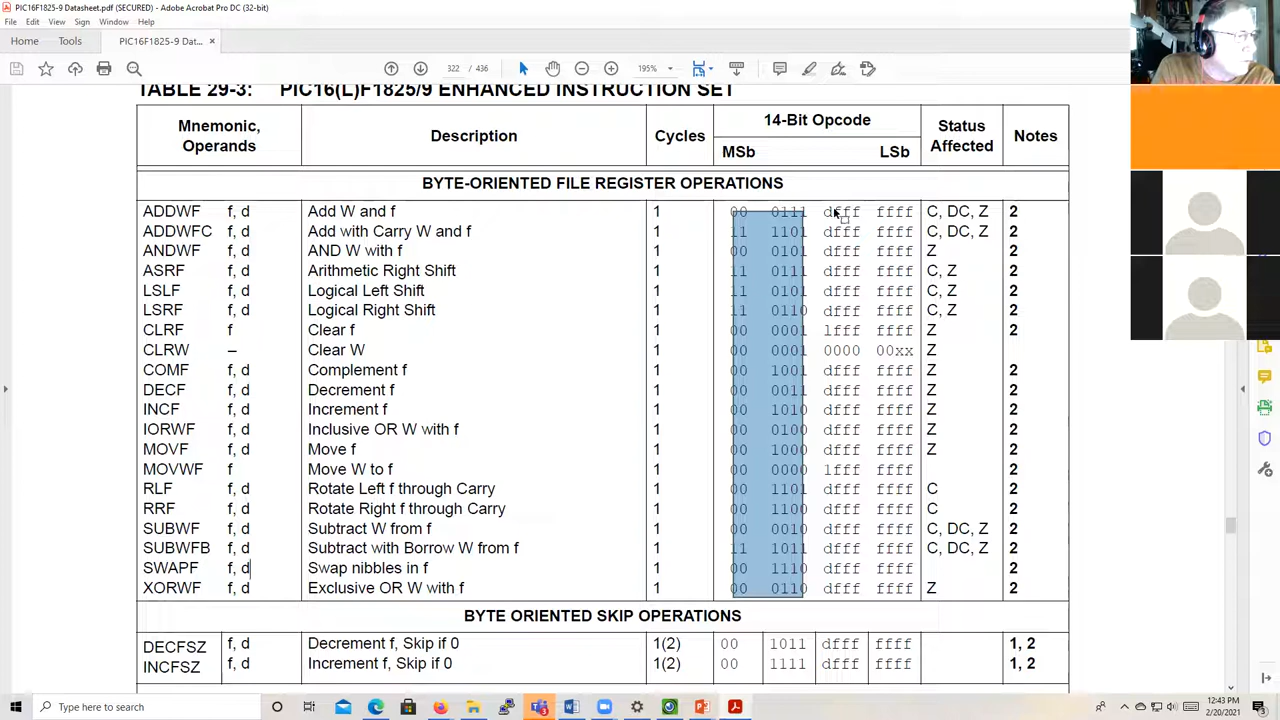 PIC16F1825-9 Datasheet.pdf (SECURED) - Adobe Acrobat Pro DC (32-bit)
File Edit View Sign Window Help
Home Tools PIC16F1825-9 Dat... ×
322 / 436 195%
TABLE 29-3: PIC16(L)F1825/9 ENHANCED INSTRUCTION SET
Mnemonic, Operands Description Cycles 14-Bit Opcode MSb LSb Status Affected Notes
BYTE-ORIENTED FILE REGISTER OPERATIONS
ADDWF f, d Add W and f 1 00 0111 dfff ffff C, DC, Z 2
ADDWFC f, d Add with Carry W and f 1 11 1101 dfff ffff C, DC, Z 2
ANDWF f, d AND W with f 1 00 0101 dfff ffff Z 2
ASRF f, d Arithmetic Right Shift 1 11 0111 dfff ffff C, Z 2
LSLF f, d Logical Left Shift 1 11 0101 dfff ffff C, Z 2
LSRF f, d Logical Right Shift 1 11 0110 dfff ffff C, Z 2
CLRF f Clear f 1 00 0001 lfff ffff Z 2
CLRW – Clear W 1 00 0001 0000 00xx Z
COMF f, d Complement f 1 00 1001 dfff ffff Z 2
DECF f, d Decrement f 1 00 0011 dfff ffff Z 2
INCF f, d Increment f 1 00 1010 dfff ffff Z 2
IORWF f, d Inclusive OR W with f 1 00 0100 dfff ffff Z 2
MOVF f, d Move f 1 00 1000 dfff ffff Z 2
MOVWF f Move W to f 1 00 0000 1fff ffff 2
RLF f, d Rotate Left f through Carry 1 00 1101 dfff ffff C 2
RRF f, d Rotate Right f through Carry 1 00 1100 dfff ffff C 2
SUBWF f, d Subtract W from f 1 00 0010 dfff ffff C, DC, Z 2
SUBWFB f, d Subtract with Borrow W from f 1 11 1011 dfff ffff C, DC, Z 2
SWAPF f, d Swap nibbles in f 1 00 1110 dfff ffff 2
XORWF f, d Exclusive OR W with f 1 00 0110 dfff ffff Z 2
BYTE ORIENTED SKIP OPERATIONS
DECFSZ f, d Decrement f, Skip if 0 1(2) 00 1011 dfff ffff 1, 2
INCFSZ f, d Increment f, Skip if 0 1(2) 00 1111 dfff ffff 1, 2
Type here to search
12:43 PM
2/20/2021